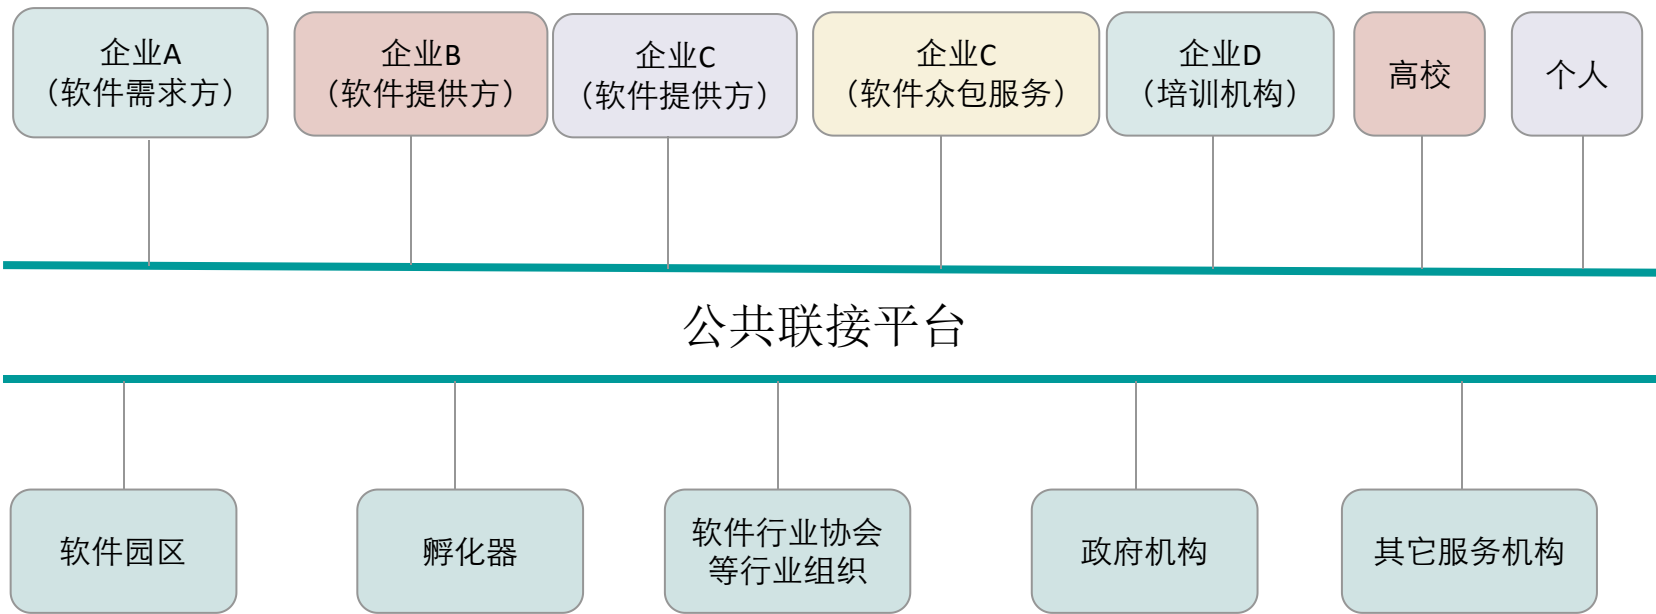 企业A
（软件需求方）
企业B
（软件提供方）
企业C
（软件提供方）
企业C
（软件众包服务）
企业D
（培训机构）
高校
个人
公共联接平台
软件园区
孵化器
软件行业协会
等行业组织
政府机构
其它服务机构